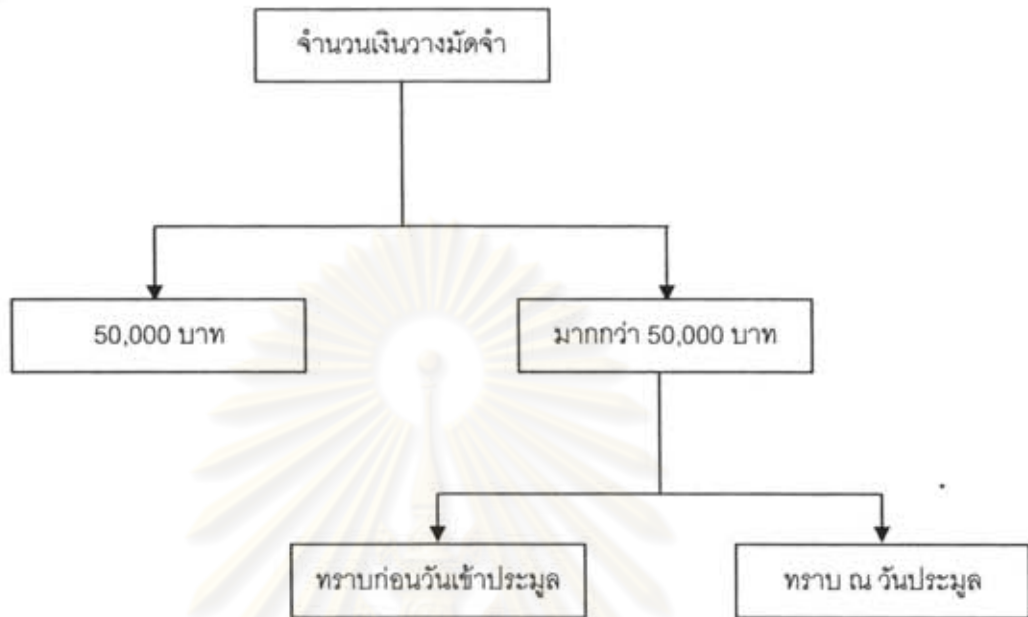 จำนวนเงินวางมัดจำ
50,000 บาท
มากกว่า 50,000 บาท
ทราบก่อนวันเข้าประมูล
ทราบ ณ วันประมูล